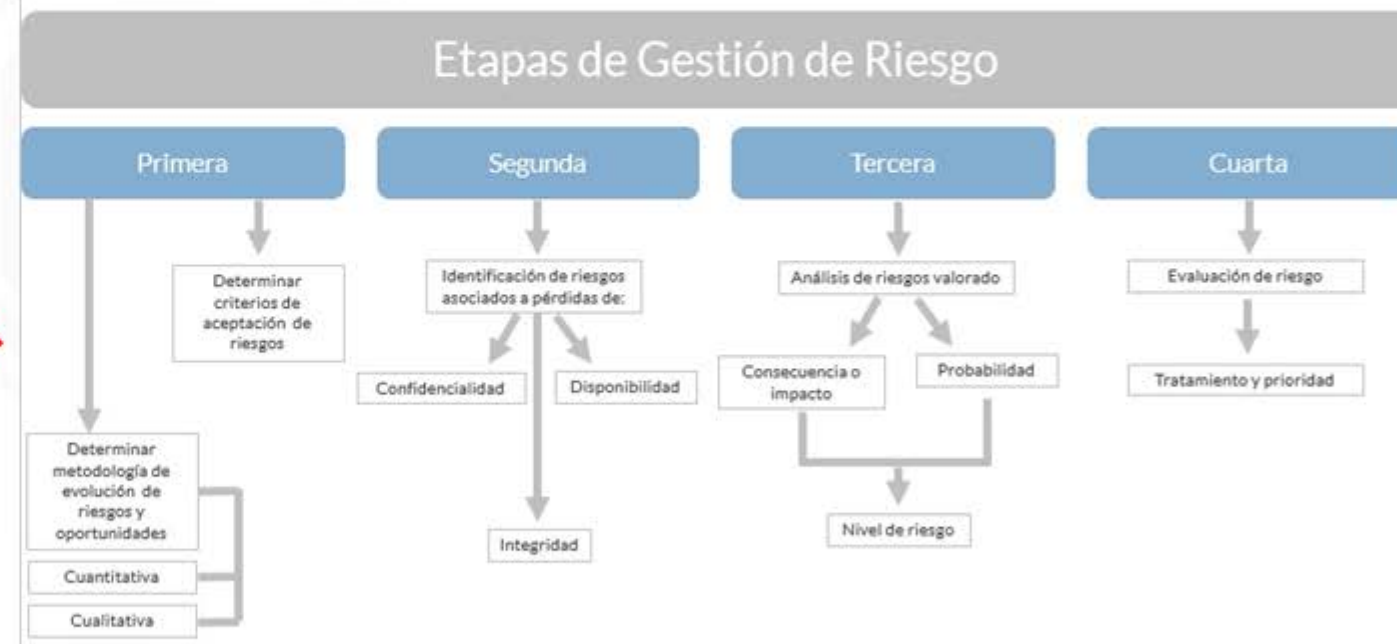 Etapas de Gestión de Riesgo
Primera
Segunda
Tercera
Cuarta
Determinar
criterios de
aceptación de
riesgos
Determinar
metodología de
evolución de
riesgos y
oportunidades
Cuantitativa
Cualitativa
Identificación de riesgos
asociados a pérdidas de:
Confidencialidad
Disponibilidad
Integridad
Análisis de riesgos valorado
Consecuencia o
impacto
Probabilidad
Nivel de riesgo
Evaluación de riesgo
Tratamiento y prioridad